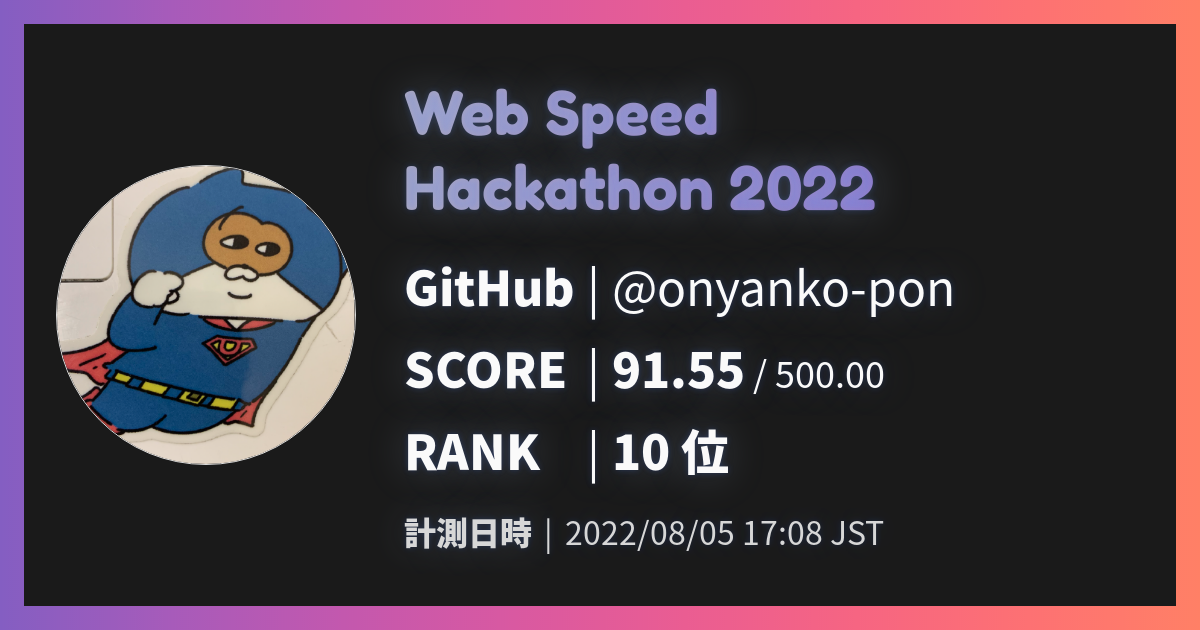 Web Speed
Hackathon 2022
GitHub | @onyanko-pon
SCORE | 91.55 / 500.00
RANK | 10 位
計測日時 | 2022/08/05 17:08 JST